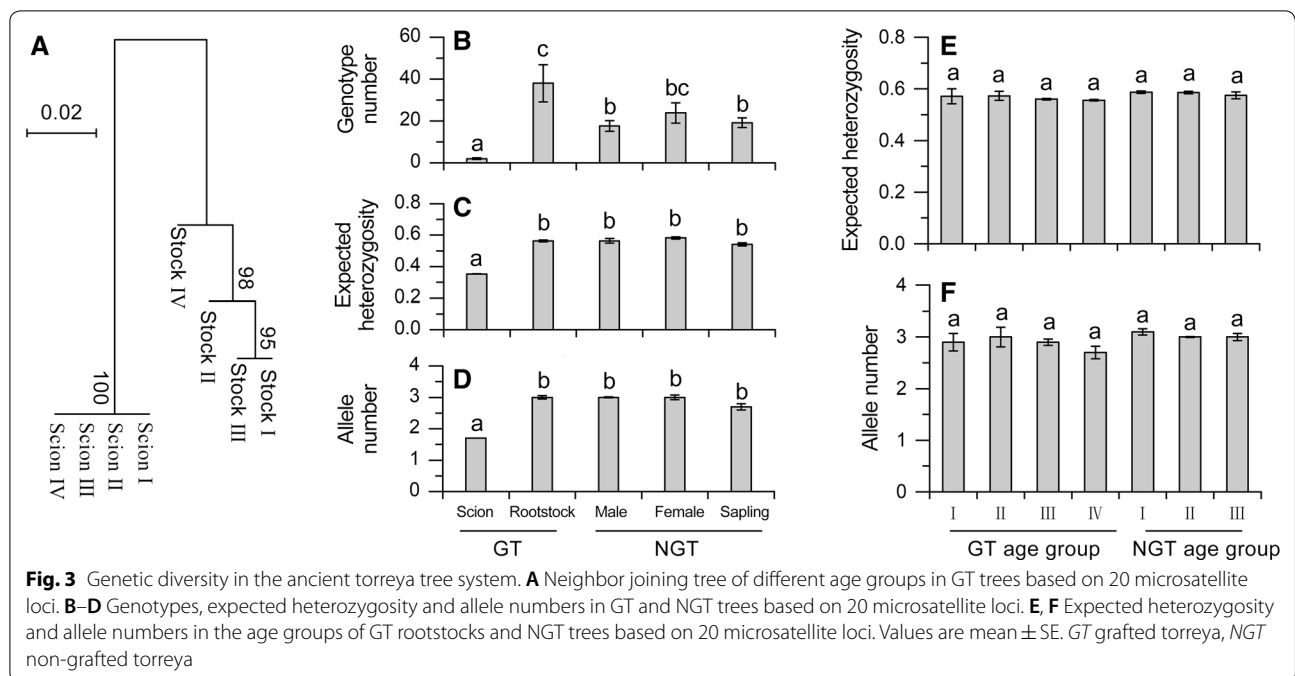 A
0.02
Stock IV
98
Stock II
95
Stock III
Stock I
100
Scion IV
Scion III
Scion II
Scion I
B
Genotype
number
60
40
20
0
a
c
b
bc
b
C
Expected
heterozygosity
0.8
0.6
0.4
0.2
0.0
a
b
b
b
b
D
Allele
number
4
3
2
1
0
a
b
b
b
b
Scion Rootstock Male Female Sapling
GT NGT
E
Expected heterozygosity
0.8
0.6
0.4
0.2
0.0
a a a a a a a
F
Allele number
4
3
2
1
0
a a a a a a a
I II III IV I II III
GT age group NGT age group
Fig. 3 Genetic diversity in the ancient torreya tree system. A Neighbor joining tree of different age groups in GT trees based on 20 microsatellite
loci. B–D Genotypes, expected heterozygosity and allele numbers in GT and NGT trees based on 20 microsatellite loci. E, F Expected heterozygosity
and allele numbers in the age groups of GT rootstocks and NGT trees based on 20 microsatellite loci. Values are mean ± SE. GT grafted torreya, NGT
non-grafted torreya